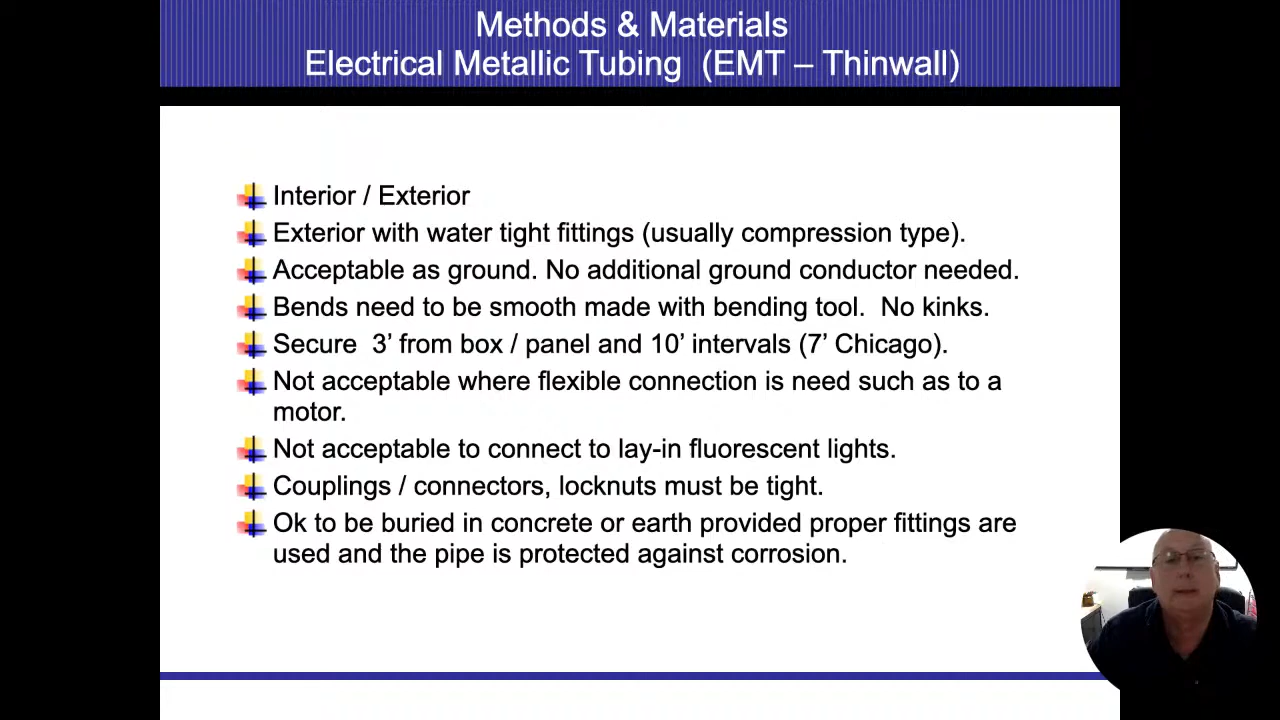 Methods & Materials
Electrical Metallic Tubing (EMT – Thinwall)
Interior / Exterior
Exterior with water tight fittings (usually compression type).
Acceptable as ground. No additional ground conductor needed.
Bends need to be smooth made with bending tool. No kinks.
Secure 3’ from box / panel and 10’ intervals (7’ Chicago).
Not acceptable where flexible connection is need such as to a
motor.
Not acceptable to connect to lay-in fluorescent lights.
Couplings / connectors, locknuts must be tight.
Ok to be buried in concrete or earth provided proper fittings are
used and the pipe is protected against corrosion.